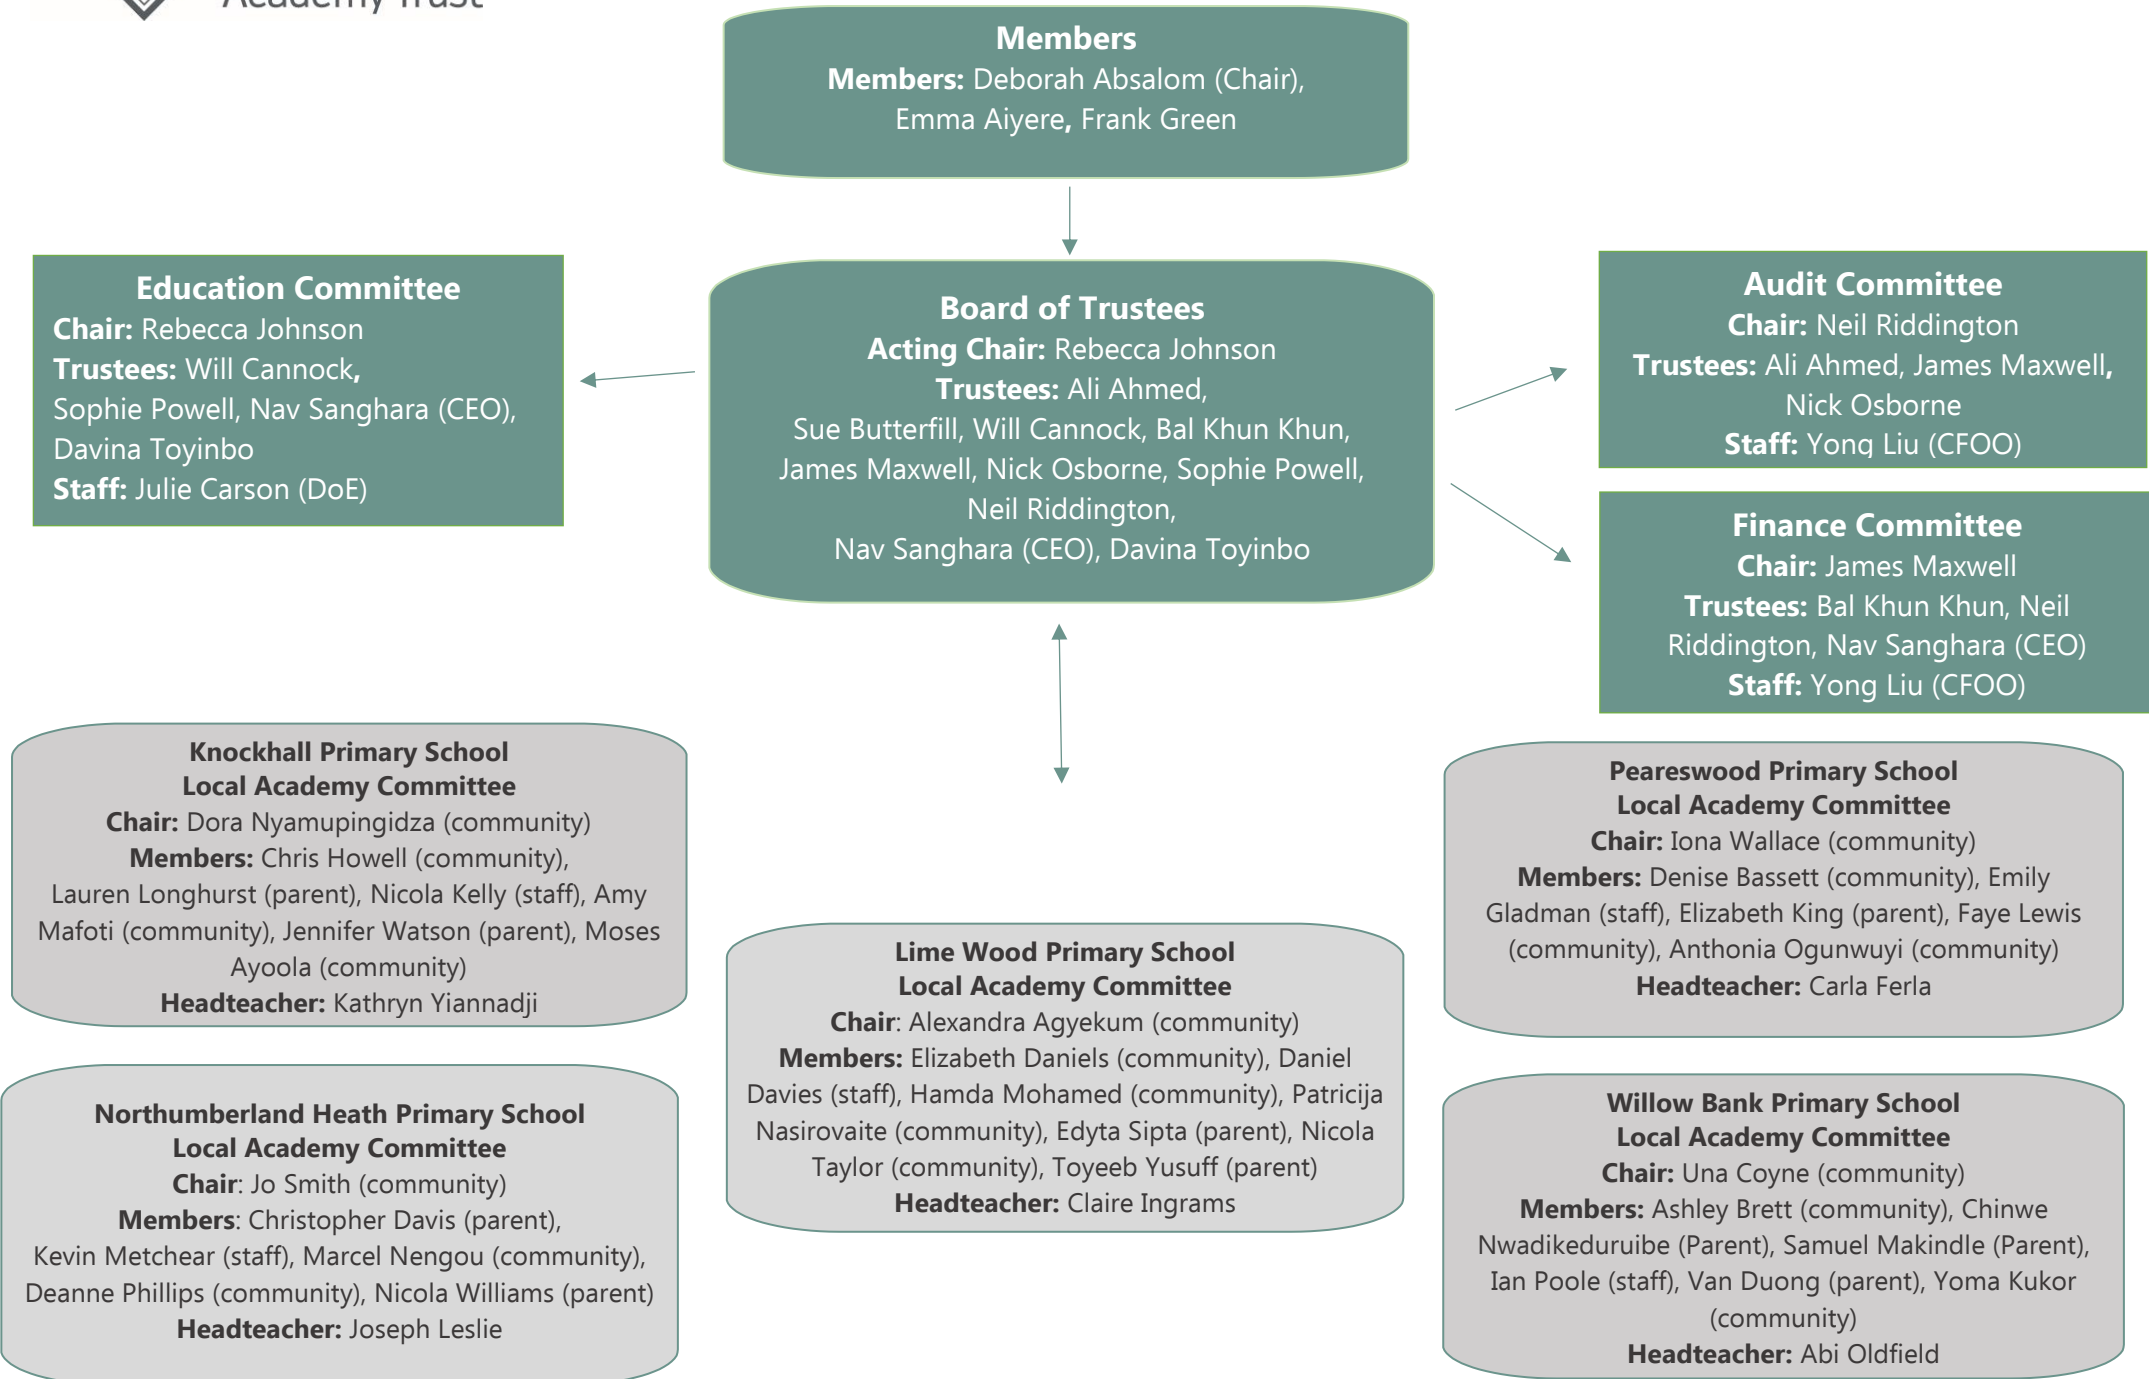 Academy Trust
Members
Members: Deborah Absalom (Chair),
Emma Aiyere, Frank Green
Education Committee
Chair: Rebecca Johnson
Trustees: Will Cannock,
Sophie Powell, Nav Sanghara (CEO),
Davina Toyinbo
Staff: Julie Carson (DoE)
Board of Trustees
Acting Chair: Rebecca Johnson
Trustees: Ali Ahmed,
Sue Butterfill, Will Cannock, Bal Khun Khun,
James Maxwell, Nick Osborne, Sophie Powell,
Neil Riddington,
Nav Sanghara (CEO), Davina Toyinbo
Audit Committee
Chair: Neil Riddington
Trustees: Ali Ahmed, James Maxwell,
Nick Osborne
Staff: Yong Liu (CFOO)
Finance Committee
Chair: James Maxwell
Trustees: Bal Khun Khun, Neil
Riddington, Nav Sanghara (CEO)
Staff: Yong Liu (CFOO)
Knockhall Primary School
Local Academy Committee
Chair: Dora Nyamupingidza (community)
Members: Chris Howell (community),
Lauren Longhurst (parent), Nicola Kelly (staff), Amy
Mafoti (community), Jennifer Watson (parent), Moses
Ayoola (community)
Headteacher: Kathryn Yiannadji
Northumberland Heath Primary School
Local Academy Committee
Chair: Jo Smith (community)
Members: Christopher Davis (parent),
Kevin Metchear (staff), Marcel Nengou (community),
Deanne Phillips (community), Nicola Williams (parent)
Headteacher: Joseph Leslie
Lime Wood Primary School
Local Academy Committee
Chair: Alexandra Agyekum (community)
Members: Elizabeth Daniels (community), Daniel
Davies (staff), Hamda Mohamed (community), Patricija
Nasirovaite (community), Edyta Sipta (parent), Nicola
Taylor (community), Toyeeb Yusuff (parent)
Headteacher: Claire Ingrams
Peareswood Primary School
Local Academy Committee
Chair: Iona Wallace (community)
Members: Denise Bassett (community), Emily
Gladman (staff), Elizabeth King (parent), Faye Lewis
(community), Anthonia Ogunwuyi (community)
Headteacher: Carla Ferla
Willow Bank Primary School
Local Academy Committee
Chair: Una Coyne (community)
Members: Ashley Brett (community), Chinwe
Nwadikeduruibe (Parent), Samuel Makindle (Parent),
Ian Poole (staff), Van Duong (parent), Yoma Kukor
(community)
Headteacher: Abi Oldfield